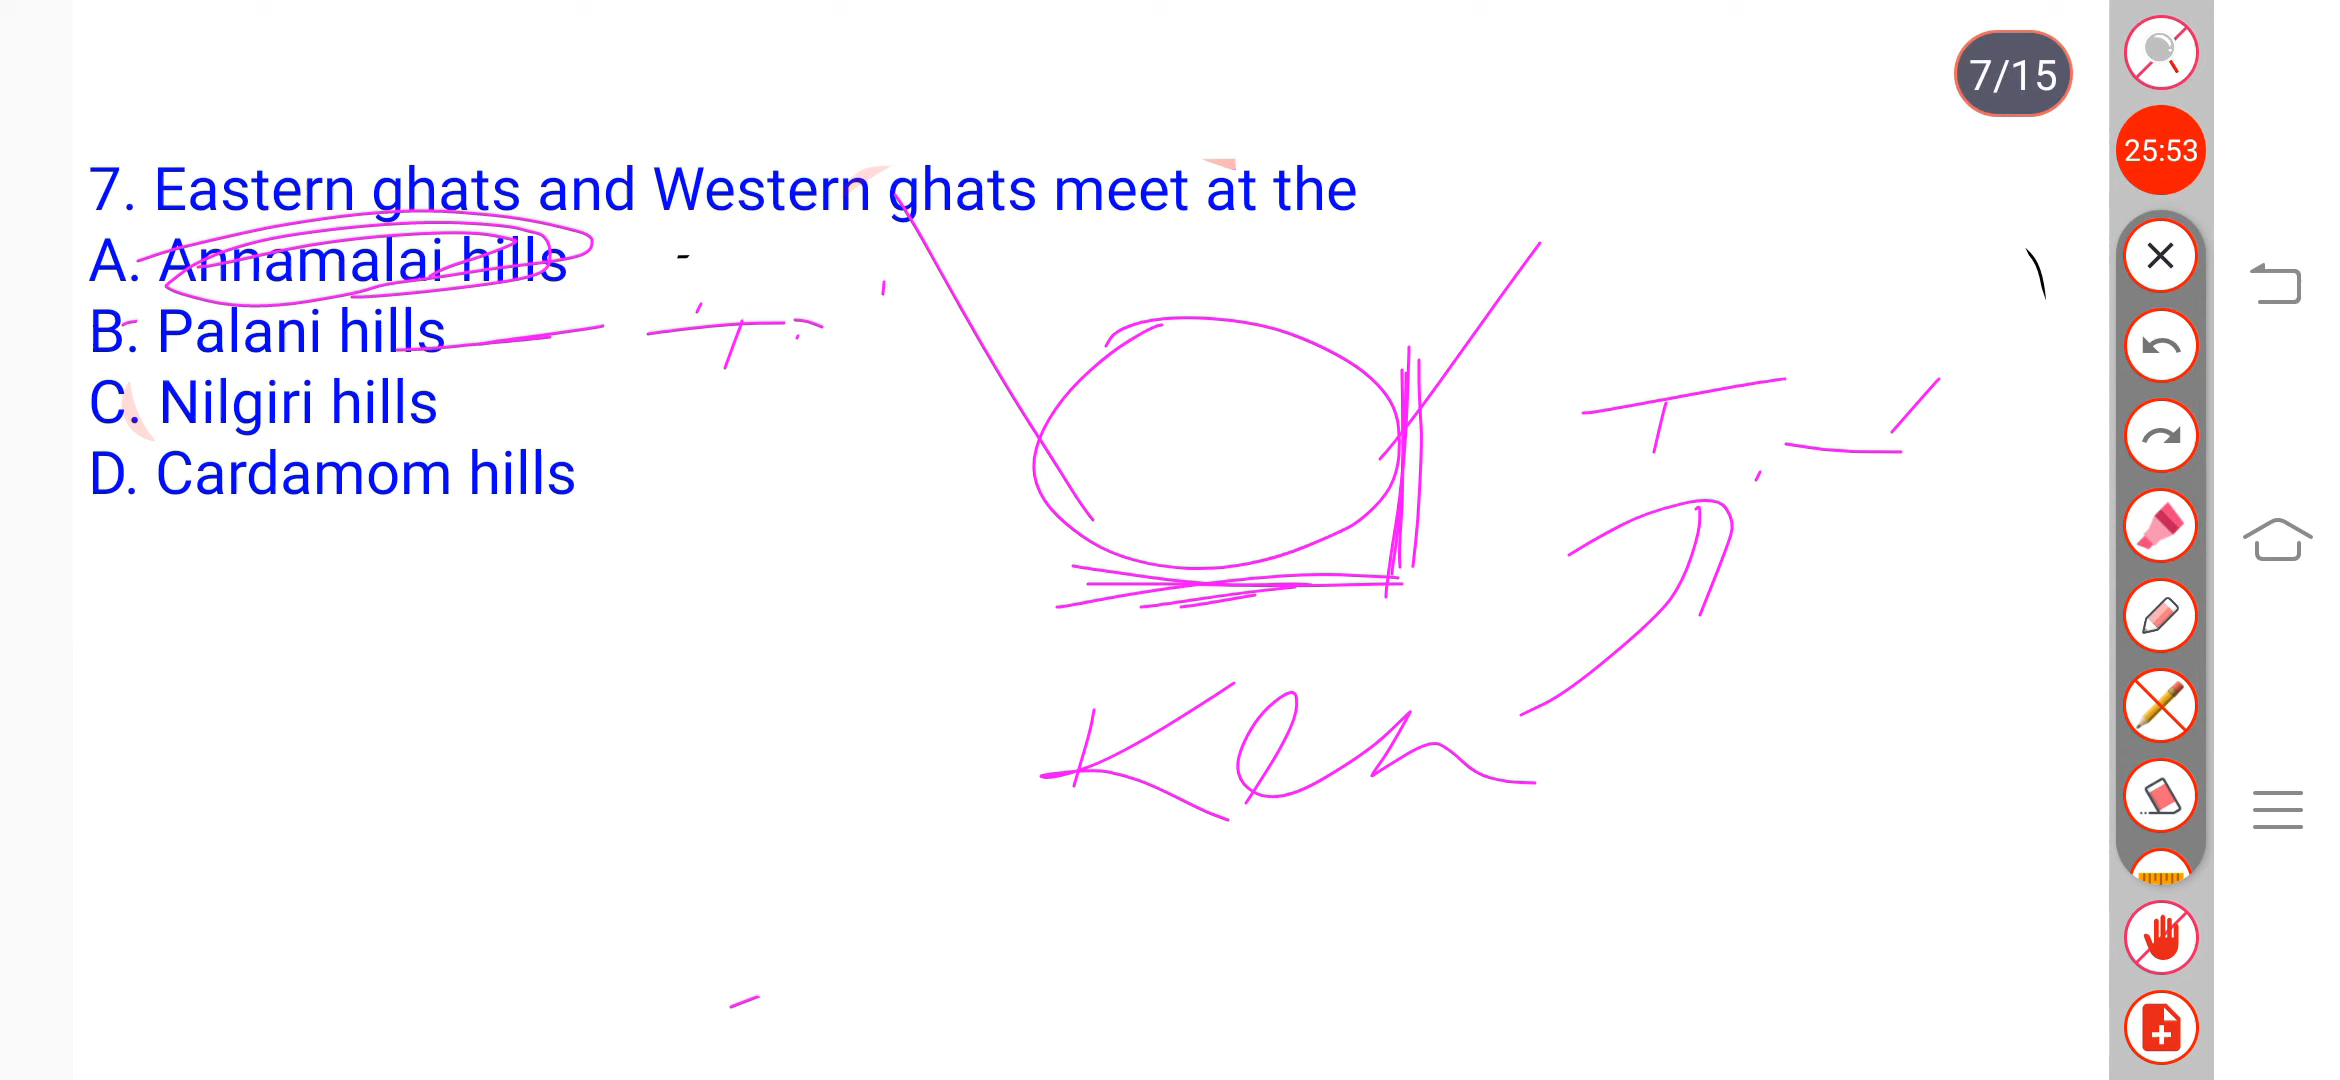 7/15
25:53
7. Eastern ghats and Western ghats meet at the
A. Annamalai hills
B. Palani hills
C. Nilgiri hills
D. Cardamom hills
T
T